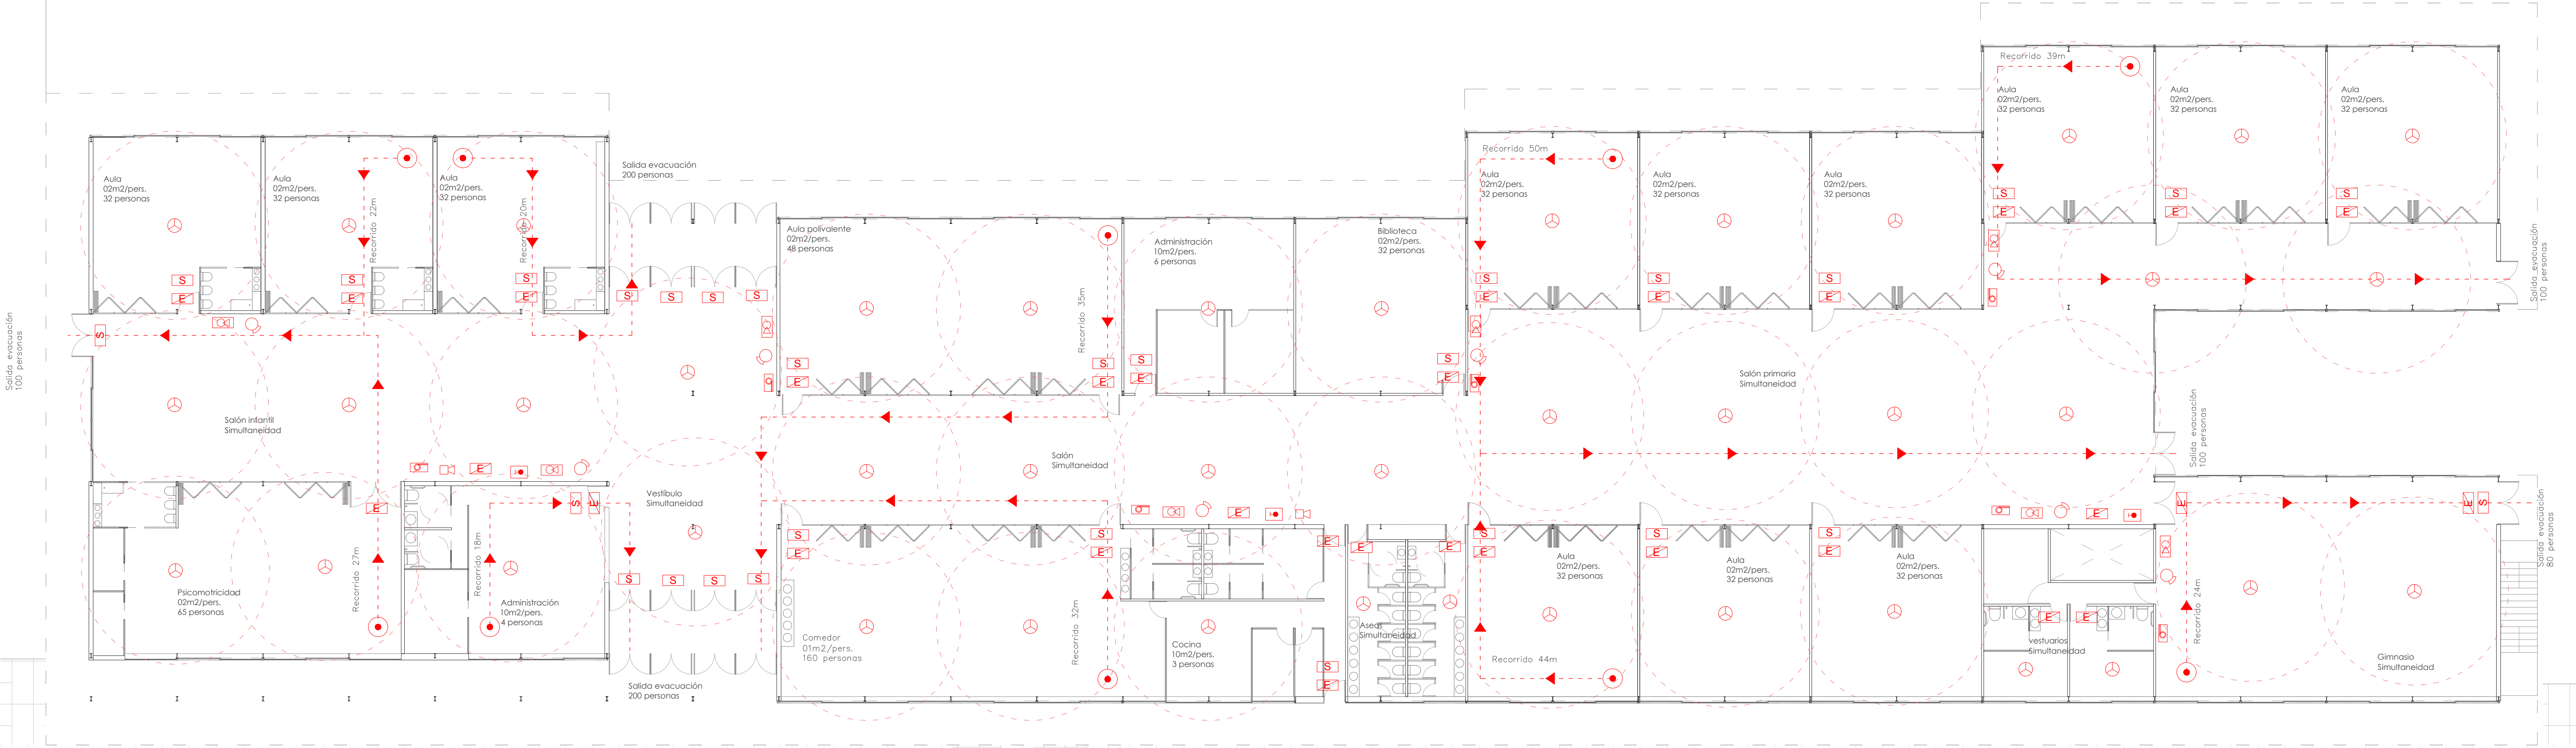 Recorrido 39m
Aula
02m2/pers.
32 personas
Aula
02m2/pers.
32 personas
Aula
02m2/pers.
32 personas
Salida evacuación
200 personas
Recorrido 50m
Aula
02m2/pers.
32 personas
Aula
02m2/pers.
32 personas
Aula
02m2/pers.
32 personas
Aula
02m2/pers.
32 personas
Aula
02m2/pers.
32 personas
Aula
02m2/pers.
32 personas
Recorrido 22m
Recorrido 20m
Aula polivalente
02m2/pers.
48 personas
Administración
10m2/pers.
6 personas
Biblioteca
02m2/pers.
32 personas
Recorrido 35m
Salida evacuación
100 personas
Salida evacuación
100 personas
Salón infantil
Simultaneidad
Salón primaria
Simultaneidad
Salida evacuación
100 personas
Salón
Simultaneidad
Vestíbulo
Simultaneidad
Salida evacuación
80 personas
Psicomotricidad
02m2/pers.
65 personas
Recorrido 27m
Recorrido 18m
Administración
10m2/pers.
4 personas
Salida evacuación
200 personas
Comedor
01m2/pers.
160 personas
Recorrido 32m
Cocina
10m2/pers.
3 personas
Aseos
Simultaneidad
Recorrido 44m
Aula
02m2/pers.
32 personas
Aula
02m2/pers.
32 personas
Aula
02m2/pers.
32 personas
vestuarios
Simultaneidad
Recorrido 24m
Gimnasio
Simultaneidad
S
E
S
E
S
E
S
E
S
E
S
E
S
E
S
E
S
E
S
S
S
S
S
S
E
S
E
S
E
S
E
E
E
S
E
S
S
S
S
S
E
S
E
E
E
E
S
E
S
E
S
E
S
E
E
E
E
E
E
E
S